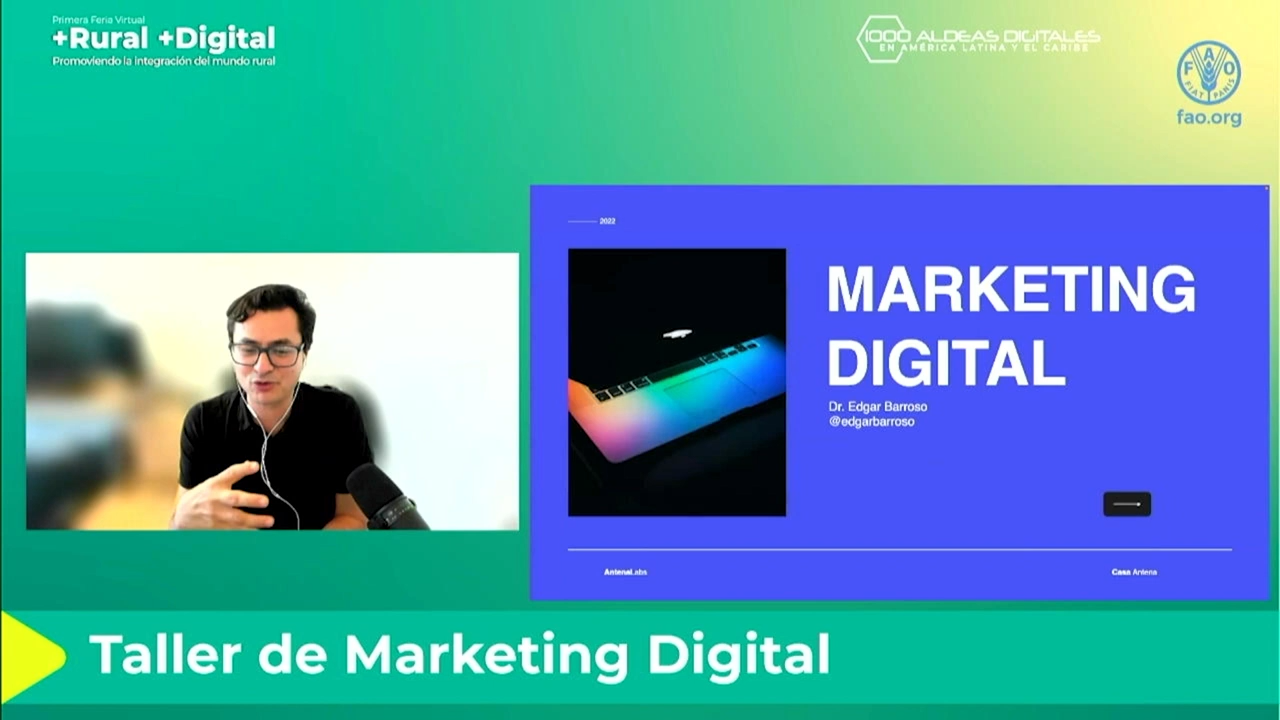 Primera Feria Virtual
+Rural +Digital
Promoviendo la integración del mundo rural
1000 ALDEAS DIGITALES
EN AMÉRICA LATINA Y EL CARIBE
F A O
FIAT PANIS
fao.org
2022
MARKETING
DIGITAL
Dr. Edgar Barroso
@edgarbarroso
AntenaLabs
Casa Antena
Taller de Marketing Digital